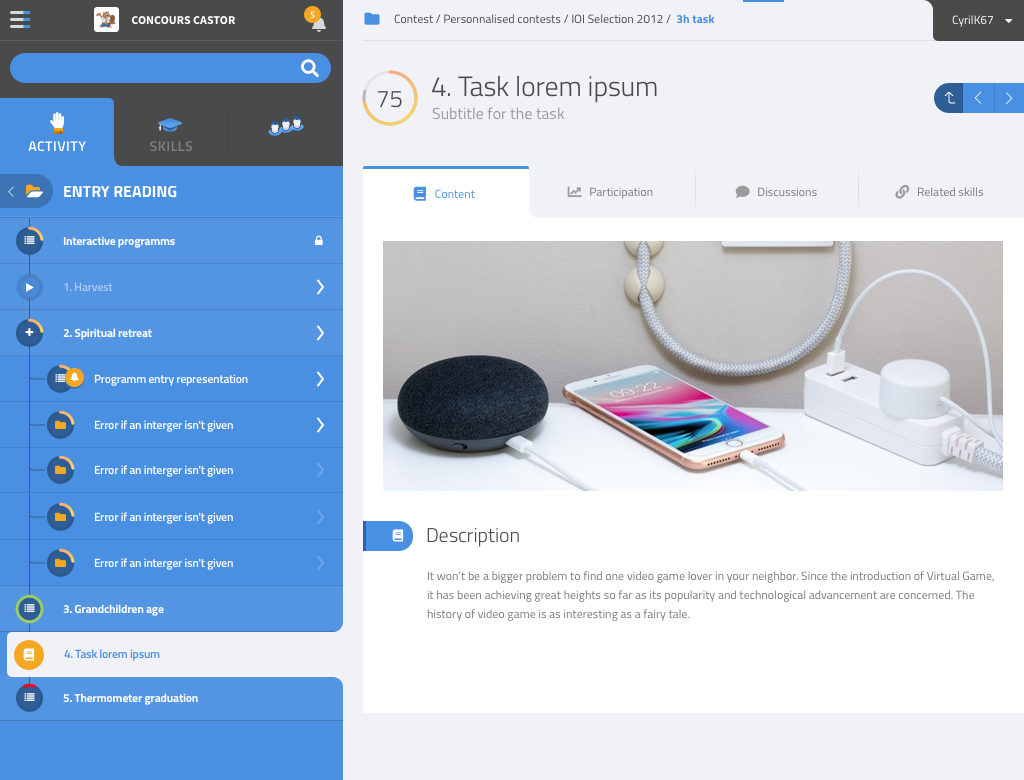 CONCOURS CASTOR
5
Contest / Personnalised contests / IOI Selection 2012 / 3h task
CyrilK67
75
4. Task lorem ipsum
Subtitle for the task
ACTIVITY
SKILLS
ENTRY READING
Content
Participation
Discussions
Related skills
Interactive programms
1. Harvest
2. Spiritual retreat
Programm entry representation
Error if an interger isn't given
Error if an interger isn't given
Error if an interger isn't given
Error if an interger isn't given
3. Grandchildren age
4. Task lorem ipsum
5. Thermometer graduation
09:22
Description
It won't be a bigger problem to find one video game lover in your neighbor. Since the introduction of Virtual Game,
it has been achieving great heights so far as its popularity and technological advancement are concerned. The
history of video game is as interesting as a fairy tale.